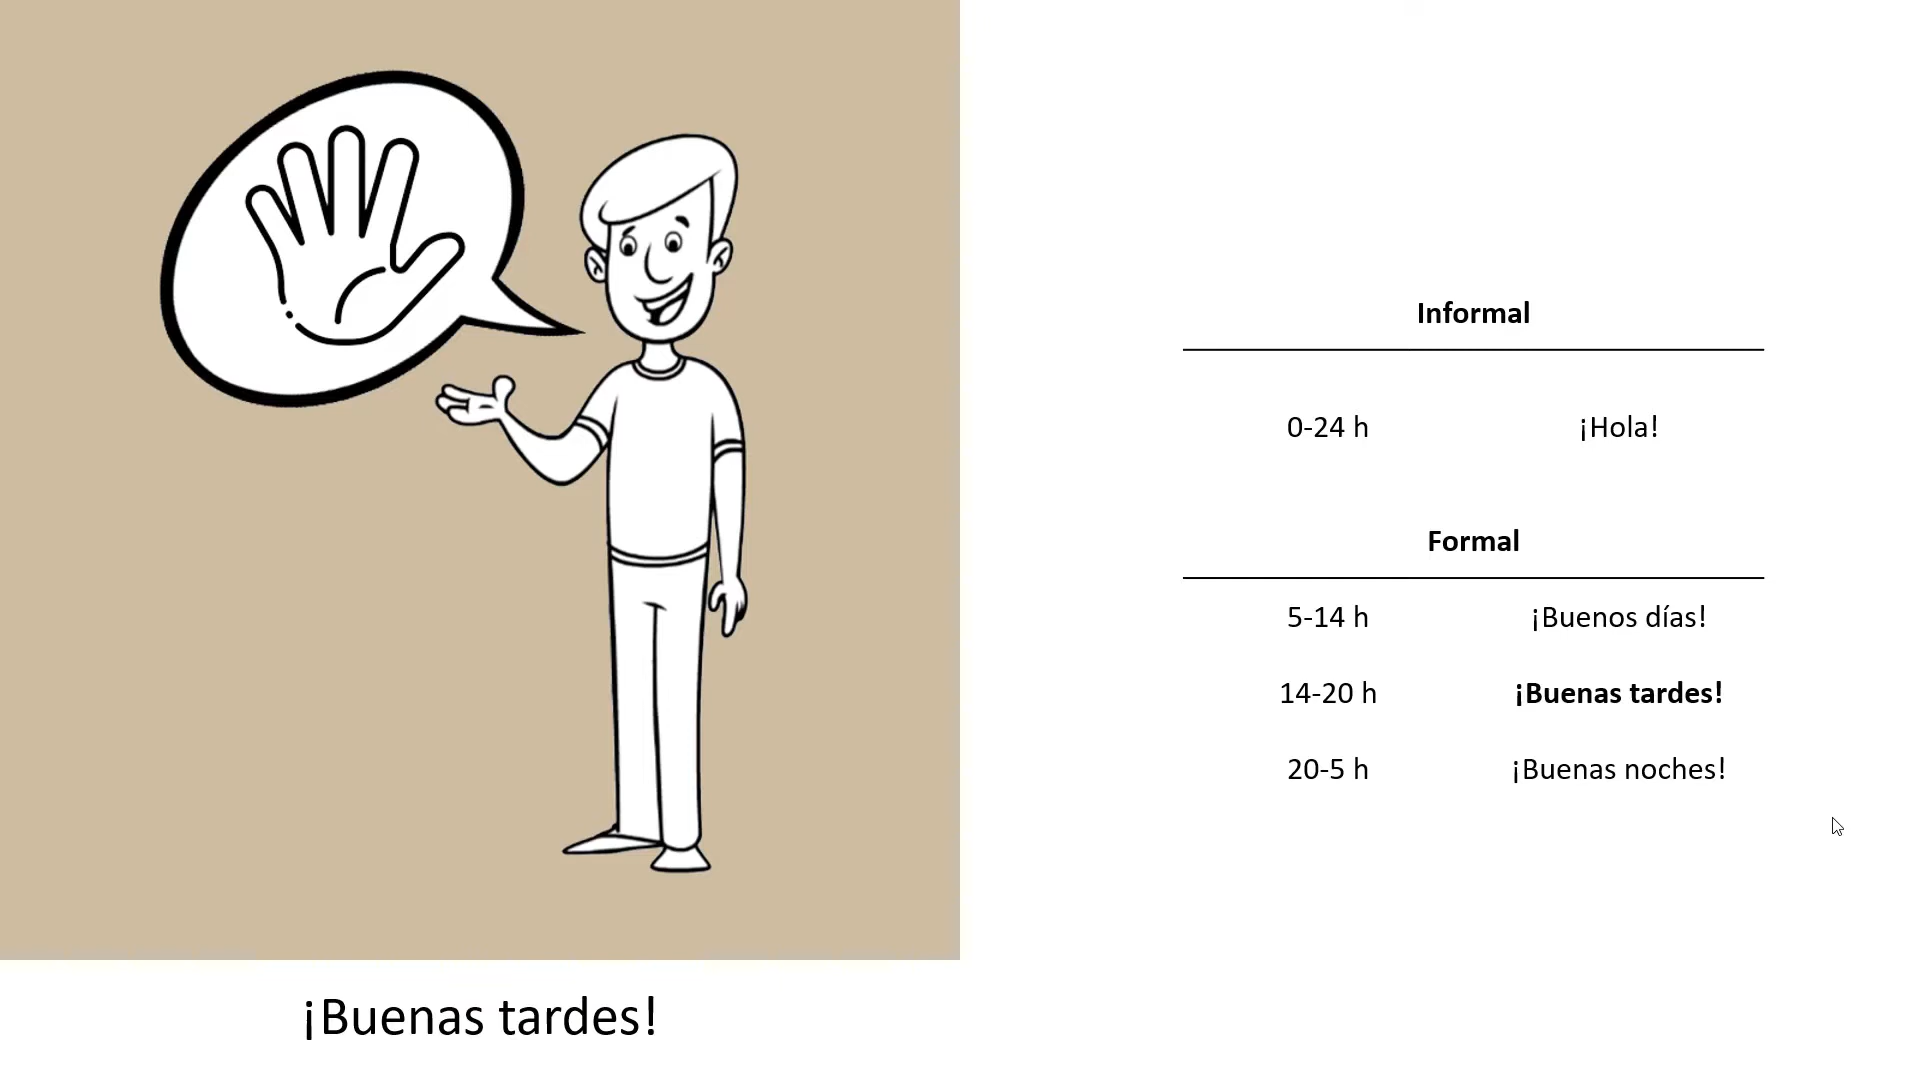 ¡Buenas tardes!
Informal
0-24 h ¡Hola!
Formal
5-14 h ¡Buenos días!
14-20 h ¡Buenas tardes!
20-5 h ¡Buenas noches!